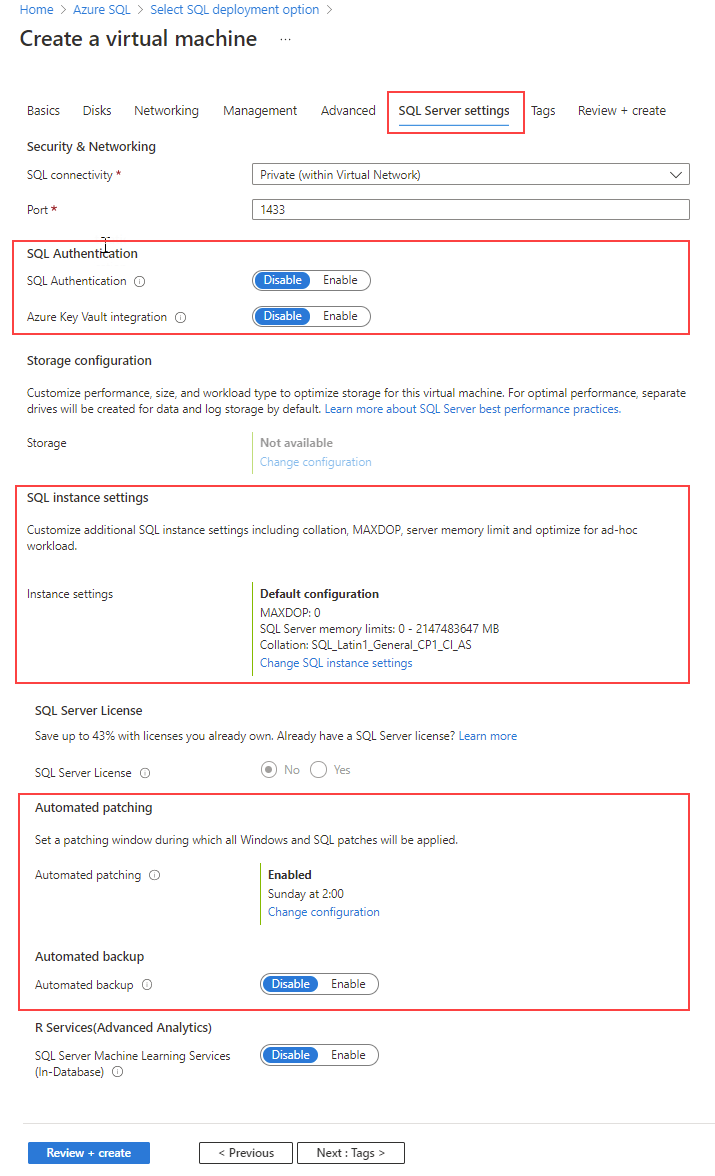 Home > Azure SQL > Select SQL deployment option >
Create a virtual machine ...
Basics Disks Networking Management Advanced SQL Server settings Tags Review + create
Security & Networking
SQL connectivity * Private (within Virtual Network)
Port * 1433
SQL Authentication
SQL Authentication Disable Enable
Azure Key Vault integration Disable Enable
Storage configuration
Customize performance, size, and workload type to optimize storage for this virtual machine. For optimal performance, separate
drives will be created for data and log storage by default. Learn more about SQL Server best performance practices.
Storage Not available
Change configuration
SQL instance settings
Customize additional SQL instance settings including collation, MAXDOP, server memory limit and optimize for ad-hoc
workload.
Instance settings Default configuration
MAXDOP: 0
SQL Server memory limits: 0 - 2147483647 MB
Collation: SQL_Latin1_General_CP1_CI_AS
Change SQL instance settings
SQL Server License
Save up to 43% with licenses you already own. Already have a SQL Server license? Learn more
SQL Server License No Yes
Automated patching
Set a patching window during which all Windows and SQL patches will be applied.
Automated patching Enabled
Sunday at 2:00
Change configuration
Automated backup
Automated backup Disable Enable
R Services(Advanced Analytics)
SQL Server Machine Learning Services Disable Enable
(In-Database)
Review + create < Previous Next : Tags >